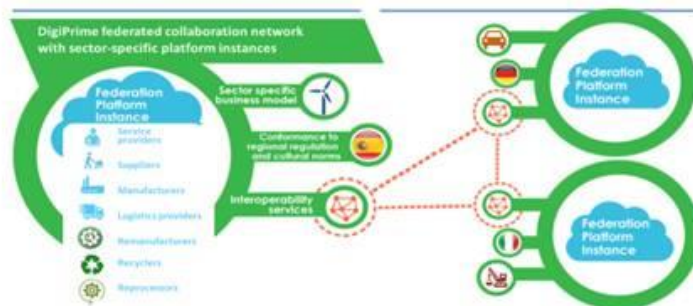 DigiPrime federated collaboration network
with sector-specific platform instances
Federation
Platform
Instance
Service
providers
Suppliers
Manufacturers
Logistics providers
Remanufacturers
Recyclers
Reprocessors
Sector specific
business model
Conformance to
regional regulation
and cultural norms
Interoperability
services
Federation
Platform
Instance
Federation
Platform
Instance